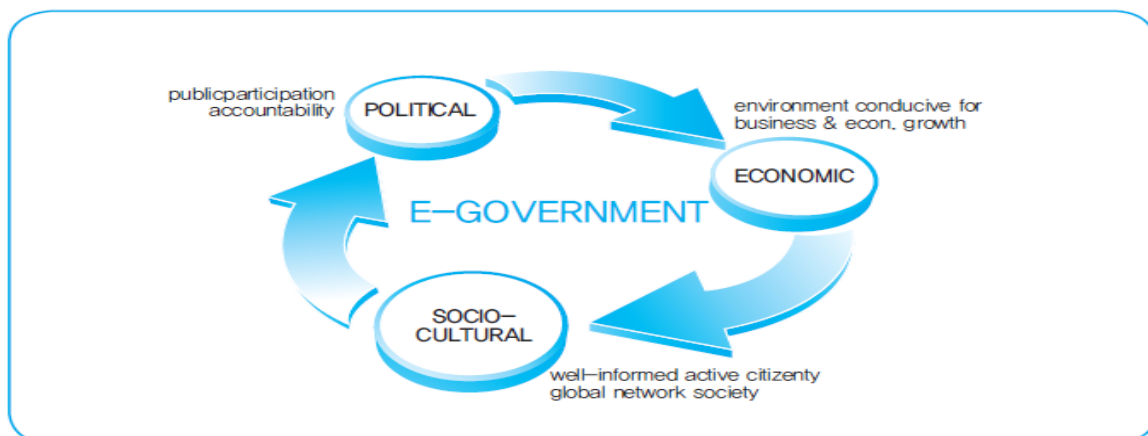 publicparticipation
accountability
POLITICAL
environment conducive for
business & econ. growth
ECONOMIC
E-GOVERNMENT
SOCIO-
CULTURAL
well-informed active citizenty
global network society